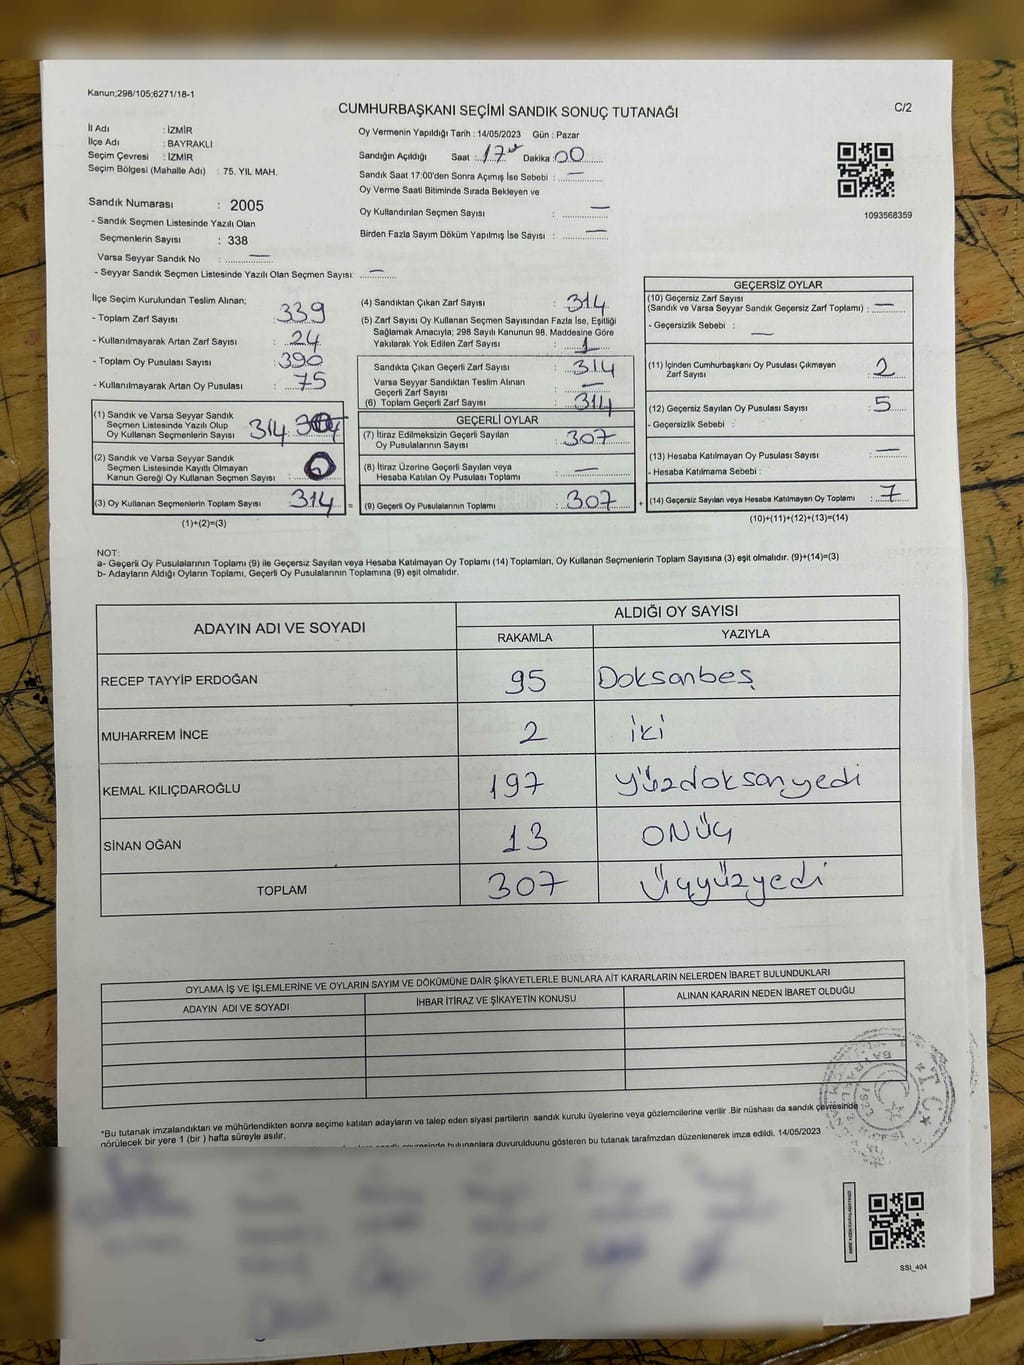 Kanun;298/105;6271/18-1
CUMHURBAŞKANI SEÇİMİ SANDIK SONUÇ TUTANAĞI
C/2
İl Adı : İZMİR
İlçe Adı : BAYRAKLI
Seçim Çevresi : İZMİR
Seçim Bölgesi (Mahalle Adı) : 75. YIL MAH.
Sandık Numarası : 2005
- Sandık Seçmen Listesinde Yazılı Olan
Seçmenlerin Sayısı : 338
Varsa Seyyar Sandık No : —
- Seyyar Sandık Seçmen Listesinde Yazılı Olan Seçmen Sayısı: —
Oy Vermenin Yapıldığı Tarih : 14/05/2023 Gün : Pazar
Sandığın Açıldığı Saat : 17 Dakika 00
Sandık Saat 17:00'den Sonra Açımış İse Sebebi : —
Oy Verme Saati Bitiminde Sırada Bekleyen ve
Oy Kullandırılan Seçmen Sayısı : —
Birden Fazla Sayım Döküm Yapılmış İse Sayısı : —
1093568359
İlçe Seçim Kurulundan Teslim Alınan;
- Toplam Zarf Sayısı : 339
- Kullanılmayarak Artan Zarf Sayısı : 24
- Toplam Oy Pusulası Sayısı : 390
- Kullanılmayarak Artan Oy Pusulası : 75
(1) Sandık ve Varsa Seyyar Sandık
Seçmen Listesinde Yazılı Olup
Oy Kullanan Seçmenlerin Sayısı : 314
(2) Sandık ve Varsa Seyyar Sandık
Seçmen Listesinde Kayıtlı Olmayan
Kanun Gereği Oy Kullanan Seçmen Sayısı : 0
(3) Oy Kullanan Seçmenlerin Toplam Sayısı 314 =
(1)+(2)=(3)
(4) Sandıktan Çıkan Zarf Sayısı : 314
(5) Zarf Sayısı Oy Kullanan Seçmen Sayısından Fazla İse, Eşitliği
Sağlamak Amacıyla; 298 Sayılı Kanunun 98. Maddesine Göre
Yakılarak Yok Edilen Zarf Sayısı : 1
Sandıkta Çıkan Geçerli Zarf Sayısı : 314
Varsa Seyyar Sandıktan Teslim Alınan
Geçerli Zarf Sayısı : —
(6) Toplam Geçerli Zarf Sayısı : 314
GEÇERLİ OYLAR
(7) İtiraz Edilmeksizin Geçerli Sayılan
Oy Pusulalarının Sayısı : 307
(8) İtiraz Üzerine Geçerli Sayılan veya
Hesaba Katılan Oy Pusulası Toplamı : —
(9) Geçerli Oy Pusulalarının Toplamı : 307 +
GEÇERSİZ OYLAR
(10) Geçersiz Zarf Sayısı
(Sandık ve Varsa Seyyar Sandık Geçersiz Zarf Toplamı) : —
- Geçersizlik Sebebi : —
(11) İçinden Cumhurbaşkanı Oy Pusulası Çıkmayan
Zarf Sayısı : 2
(12) Geçersiz Sayılan Oy Pusulası Sayısı : 5
- Geçersizlik Sebebi :
(13) Hesaba Katılmayan Oy Pusulası Sayısı : —
- Hesaba Katılmama Sebebi :
(14) Geçersiz Sayılan veya Hesaba Katılmayan Oy Toplamı : 7
(10)+(11)+(12)+(13)=(14)
NOT:
a- Geçerli Oy Pusulalarının Toplamı (9) ile Geçersiz Sayılan veya Hesaba Katılmayan Oy Toplamı (14) Toplamları, Oy Kullanan Seçmenlerin Toplam Sayısına (3) eşit olmalıdır. (9)+(14)=(3)
b- Adayların Aldığı Oyların Toplamı, Geçerli Oy Pusulalarının Toplamına (9) eşit olmalıdır.
ADAYIN ADI VE SOYADI
ALDIĞI OY SAYISI
RAKAMLA YAZIYLA
RECEP TAYYİP ERDOĞAN 95 Doksanbeş
MUHARREM İNCE 2 iki
KEMAL KILIÇDAROĞLU 197 yüzdoksanyedi
SİNAN OĞAN 13 ONÜÇ
TOPLAM 307 Üçyüzyedi
OYLAMA İŞ VE İŞLEMLERİNE VE OYLARIN SAYIM VE DÖKÜMÜNE DAİR ŞİKAYETLERLE BUNLARA AİT KARARLARIN NELERDEN İBARET BULUNDUKLARI
ADAYIN ADI VE SOYADI İHBAR İTİRAZ VE ŞİKAYETİN KONUSU ALINAN KARARIN NEDEN İBARET OLDUĞU
*Bu tutanak imzalandıktan ve mühürlendikten sonra seçime katılan adayların ve talep eden siyasi partilerin sandık kurulu üyelerine veya gözlemcilerine verilir .Bir nüshası da sandık çevresinde
görülecek bir yere 1 (bir ) hafta süreyle asılır.
bulunanlara duyurulduunu gösteren bu tutanak tarafmzdan düzenlenerek imza edildi. 14/05/2023
T.C.
SSI_404